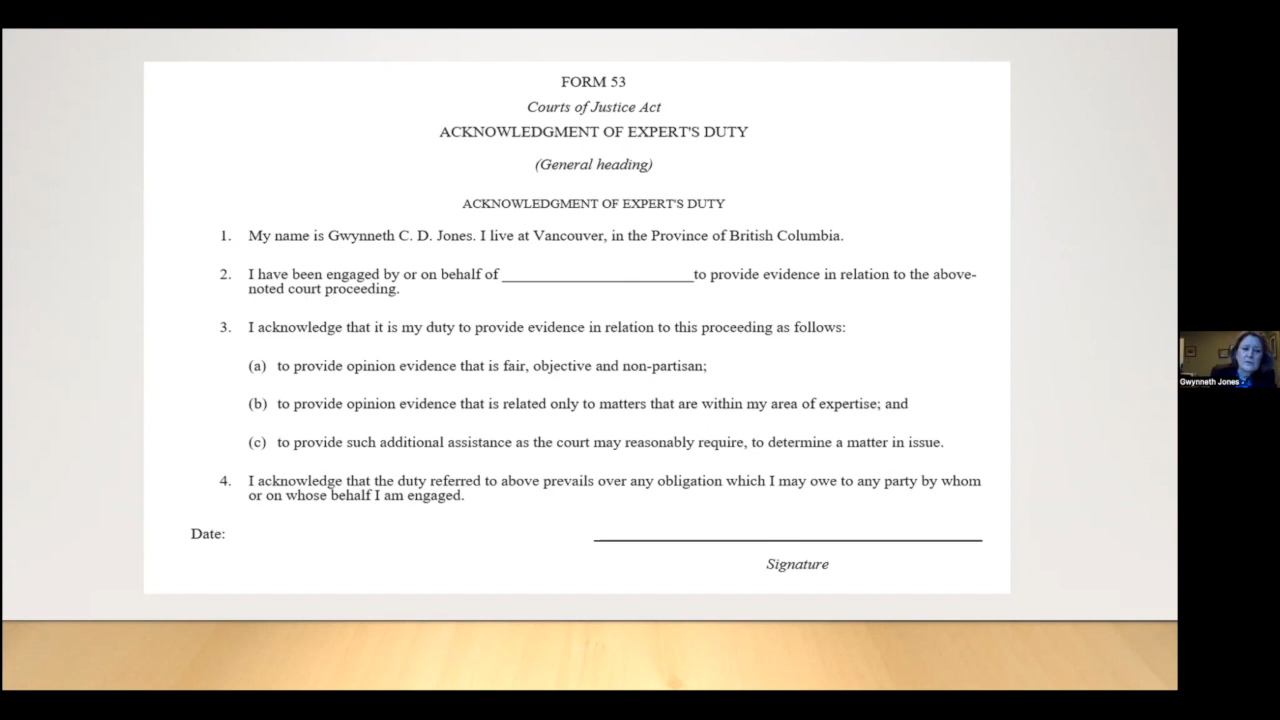 FORM 53
Courts of Justice Act
ACKNOWLEDGMENT OF EXPERT'S DUTY
(General heading)
ACKNOWLEDGMENT OF EXPERT'S DUTY
1. My name is Gwynneth C. D. Jones. I live at Vancouver, in the Province of British Columbia.
2. I have been engaged by or on behalf of _________________________to provide evidence in relation to the above-
noted court proceeding.
3. I acknowledge that it is my duty to provide evidence in relation to this proceeding as follows:
(a) to provide opinion evidence that is fair, objective and non-partisan;
(b) to provide opinion evidence that is related only to matters that are within my area of expertise; and
(c) to provide such additional assistance as the court may reasonably require, to determine a matter in issue.
4. I acknowledge that the duty referred to above prevails over any obligation which I may owe to any party by whom
or on whose behalf I am engaged.
Date:
Signature
Gwynneth Jones